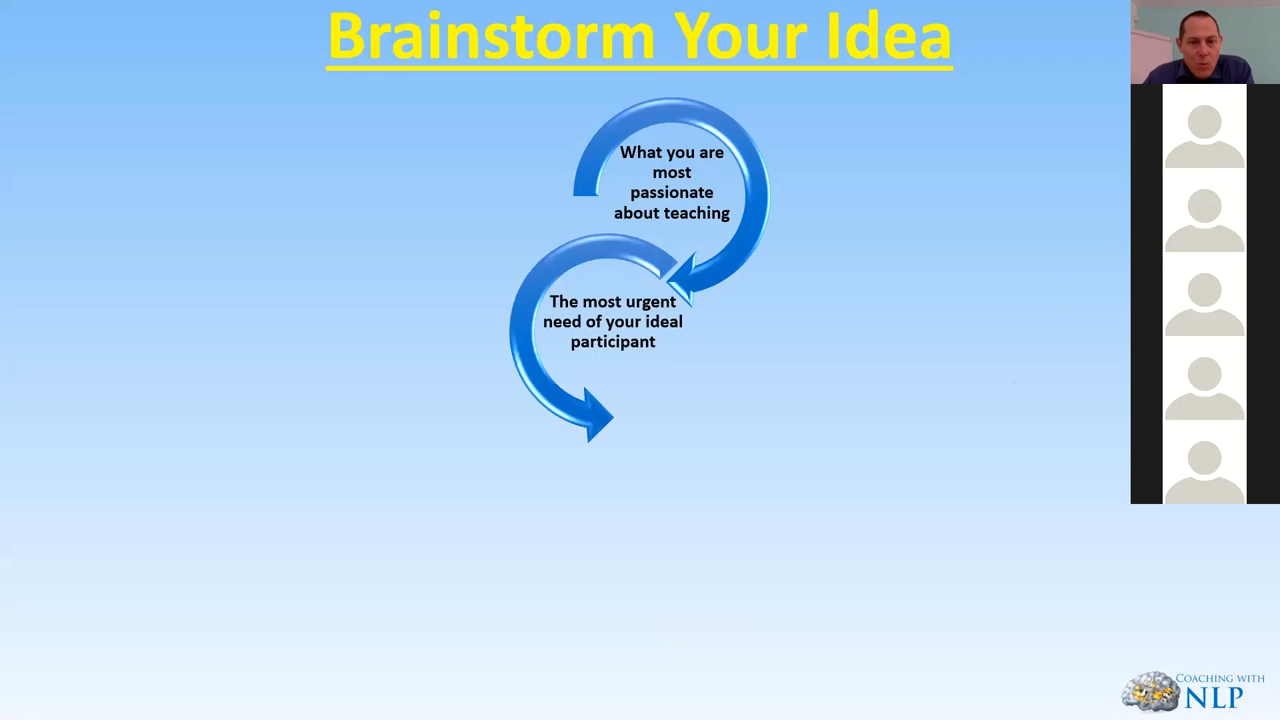 Brainstorm Your Idea
What you are
most
passionate
about teaching
The most urgent
need of your ideal
participant
COACHING WITH
NLP